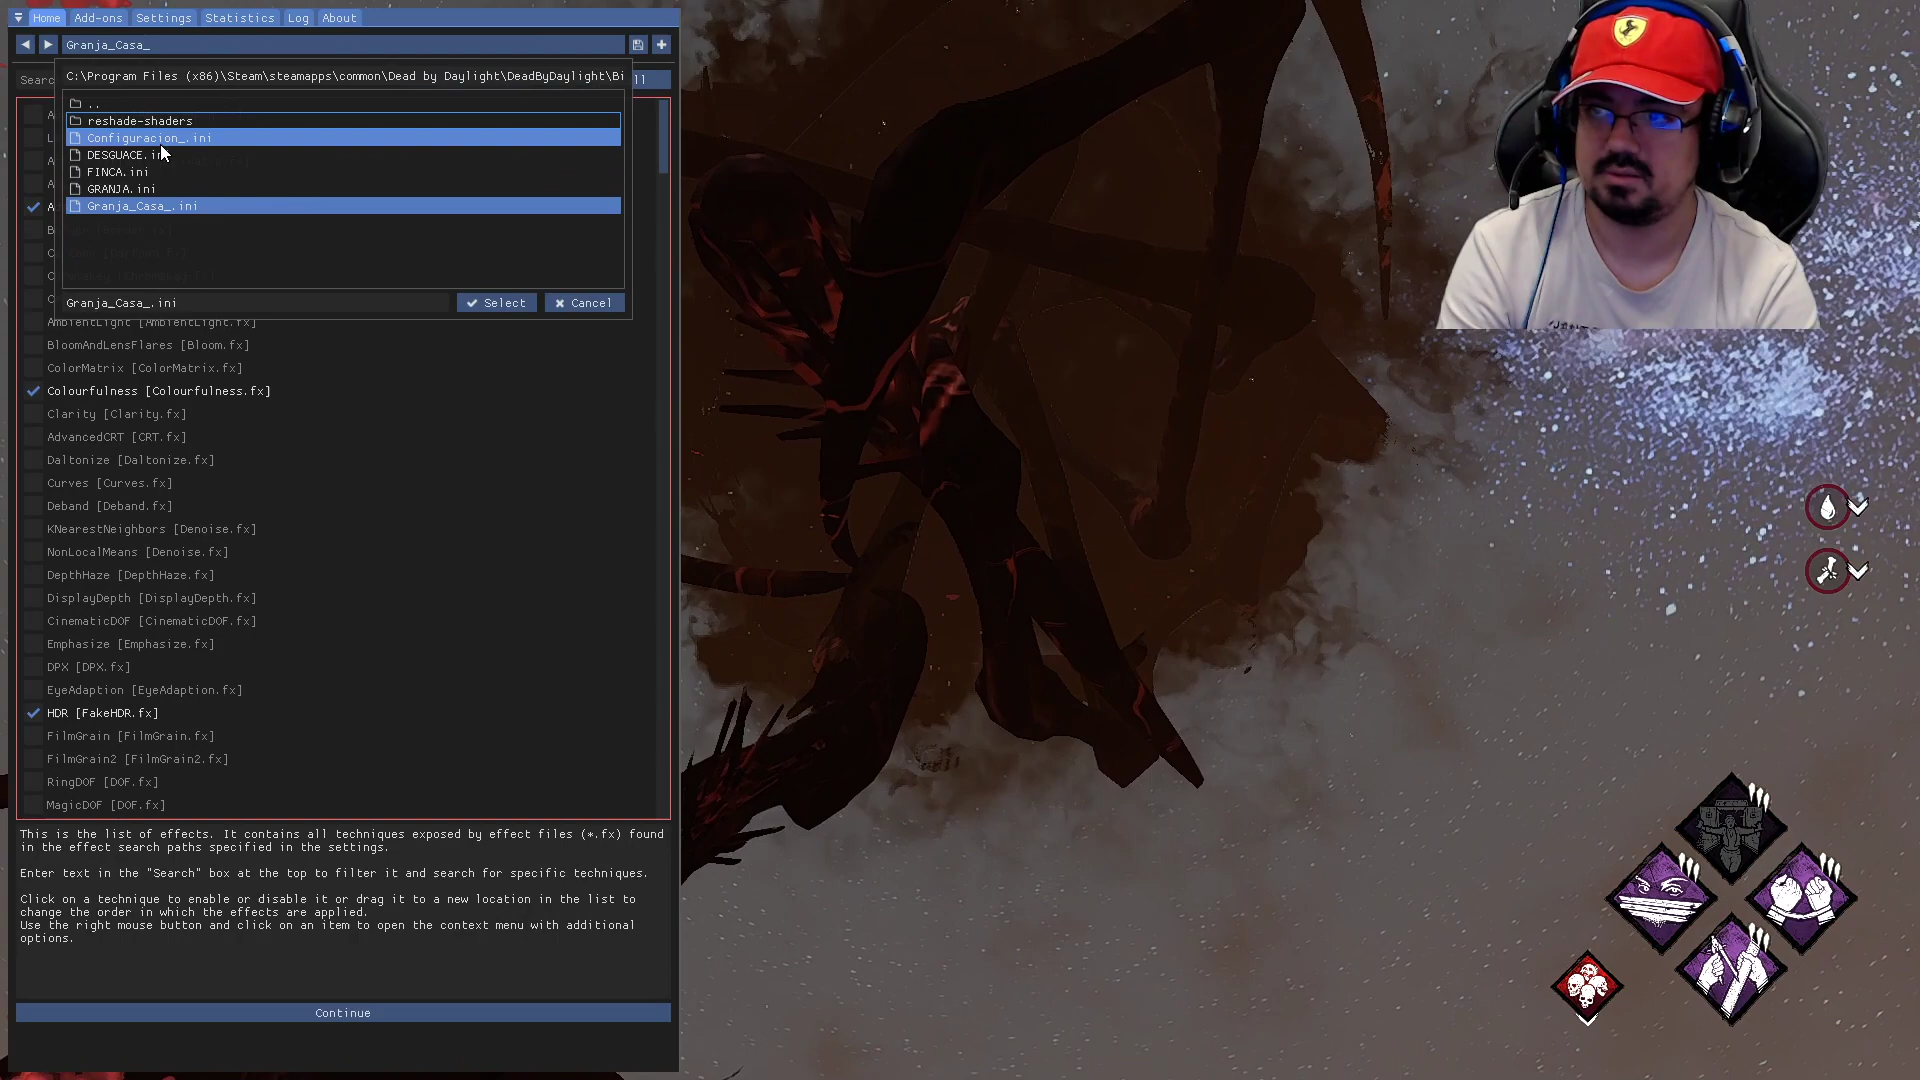 Home Add-ons Settings Statistics Log About
Granja_Casa_
C:\Program Files (x86)\Steam\steamapps\common\Dead by Daylight\DeadByDaylight\Bi
..
reshade-shaders
Configuracion_.ini
FINCA.ini
GRANJA.ini
Granja_Casa_.ini
Granja_Casa_.ini Select Cancel
AmbientLight [AmbientLight.fx]
BloomAndLensFlares [Bloom.fx]
ColorMatrix [ColorMatrix.fx]
Colourfulness [Colourfulness.fx]
Clarity [Clarity.fx]
AdvancedCRT [CRT.fx]
Daltonize [Daltonize.fx]
Curves [Curves.fx]
Deband [Deband.fx]
KNearestNeighbors [Denoise.fx]
NonLocalMeans [Denoise.fx]
DepthHaze [DepthHaze.fx]
DisplayDepth [DisplayDepth.fx]
CinematicDOF [CinematicDOF.fx]
Emphasize [Emphasize.fx]
DPX [DPX.fx]
EyeAdaption [EyeAdaption.fx]
HDR [FakeHDR.fx]
FilmGrain [FilmGrain.fx]
FilmGrain2 [FilmGrain2.fx]
RingDOF [DOF.fx]
MagicDOF [DOF.fx]
This is the list of effects. It contains all techniques exposed by effect files (*.fx) found
in the effect search paths specified in the settings.
Enter text in the "Search" box at the top to filter it and search for specific techniques.
Click on a technique to enable or disable it or drag it to a new location in the list to
change the order in which the effects are applied.
Use the right mouse button and click on an item to open the context menu with additional
options.
Continue